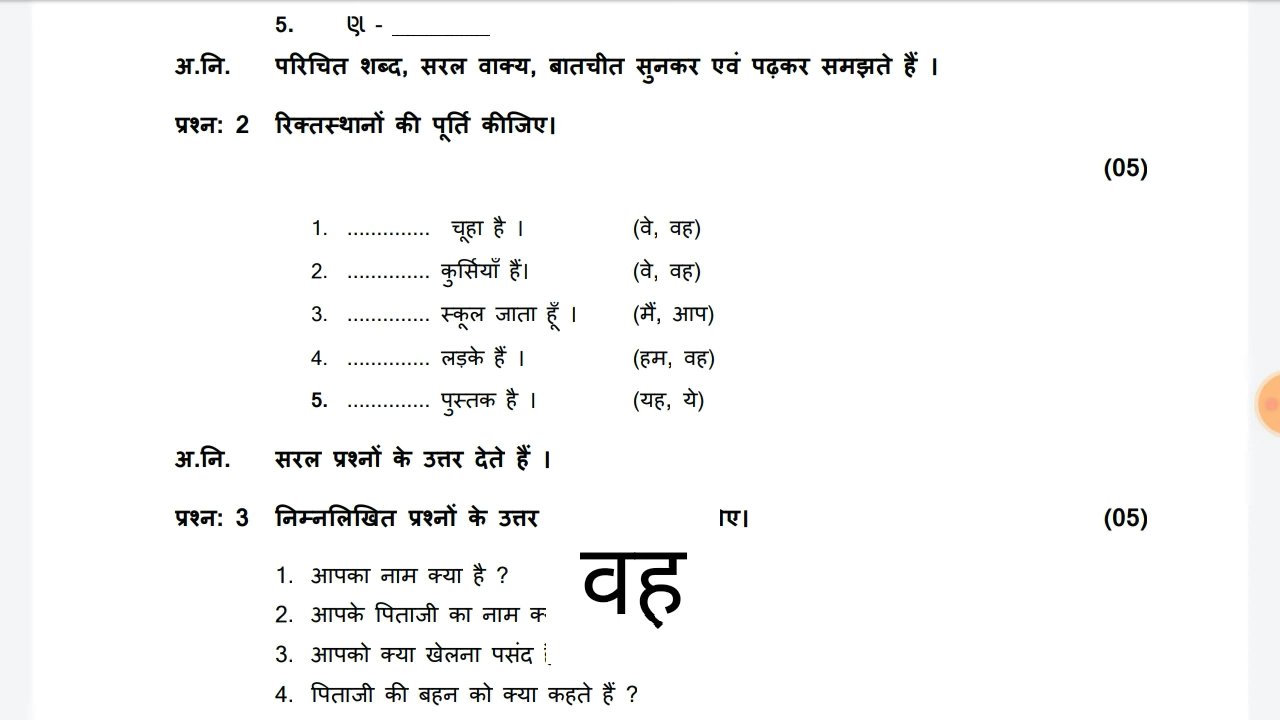 5. ण - ________
अ.नि. परिचित शब्द, सरल वाक्य, बातचीत सुनकर एवं पढ़कर समझते हैं ।
प्रश्न: 2 रिक्तस्थानों की पूर्ति कीजिए।
(05)
1. .............. चूहा है । (वे, वह)
2. .............. कुर्सियाँ हैं। (वे, वह)
3. .............. स्कूल जाता हूँ । (मैं, आप)
4. .............. लड़के हैं । (हम, वह)
5. .............. पुस्तक है । (यह, ये)
अ.नि. सरल प्रश्नों के उत्तर देते हैं ।
प्रश्न: 3 निम्नलिखित प्रश्नों के उत्तर (05)
वह
1. आपका नाम क्या है ?
2. आपके पिताजी का नाम
3. आपको क्या खेलना पसंद
4. पिताजी की बहन को क्या कहते हैं ?